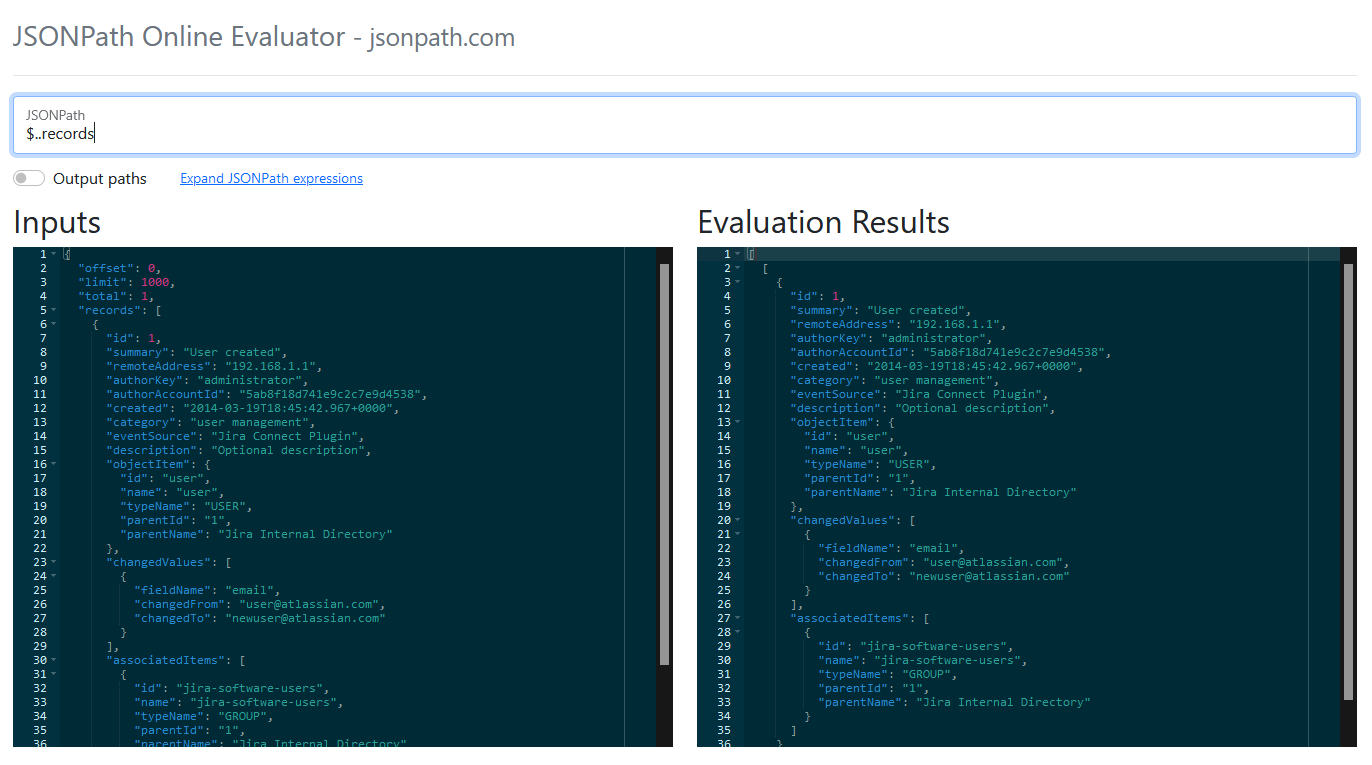 JSONPath Online Evaluator - jsonpath.com
JSONPath
$..records
Output paths Expand JSONPath expressions
Inputs
1 {
2 "offset": 0,
3 "limit": 1000,
4 "total": 1,
5 "records": [
6 {
7 "id": 1,
8 "summary": "User created",
9 "remoteAddress": "192.168.1.1",
10 "authorKey": "administrator",
11 "authorAccountId": "5ab8f18d741e9c2c7e9d4538",
12 "created": "2014-03-19T18:45:42.967+0000",
13 "category": "user management",
14 "eventSource": "Jira Connect Plugin",
15 "description": "Optional description",
16 "objectItem": {
17 "id": "user",
18 "name": "user",
19 "typeName": "USER",
20 "parentId": "1",
21 "parentName": "Jira Internal Directory"
22 },
23 "changedValues": [
24 {
25 "fieldName": "email",
26 "changedFrom": "user@atlassian.com",
27 "changedTo": "newuser@atlassian.com"
28 }
29 ],
30 "associatedItems": [
31 {
32 "id": "jira-software-users",
33 "name": "jira-software-users",
34 "typeName": "GROUP",
35 "parentId": "1",
36 "parentName": "Jira Internal Directory"
Evaluation Results
1 [
2 [
3 {
4 "id": 1,
5 "summary": "User created",
6 "remoteAddress": "192.168.1.1",
7 "authorKey": "administrator",
8 "authorAccountId": "5ab8f18d741e9c2c7e9d4538",
9 "created": "2014-03-19T18:45:42.967+0000",
10 "category": "user management",
11 "eventSource": "Jira Connect Plugin",
12 "description": "Optional description",
13 "objectItem": {
14 "id": "user",
15 "name": "user",
16 "typeName": "USER",
17 "parentId": "1",
18 "parentName": "Jira Internal Directory"
19 },
20 "changedValues": [
21 {
22 "fieldName": "email",
23 "changedFrom": "user@atlassian.com",
24 "changedTo": "newuser@atlassian.com"
25 }
26 ],
27 "associatedItems": [
28 {
29 "id": "jira-software-users",
30 "name": "jira-software-users",
31 "typeName": "GROUP",
32 "parentId": "1",
33 "parentName": "Jira Internal Directory"
34 }
35 ]
36 }